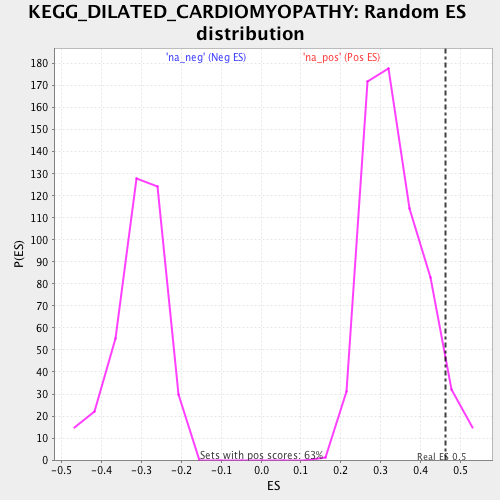 KEGG_DILATED_CARDIOMYOPATHY: Random ES
distribution
'na_neg' (Neg ES) 'na_pos' (Pos ES)
180
170
160
150
140
130
120
110
100
90
80
70
60
50
40
30
20
10
0
P(ES)
Sets with pos scores: 63%
Real ES 0.5
-0.5 -0.4 -0.3 -0.2 -0.1 0.0 0.1 0.2 0.3 0.4 0.5
ES